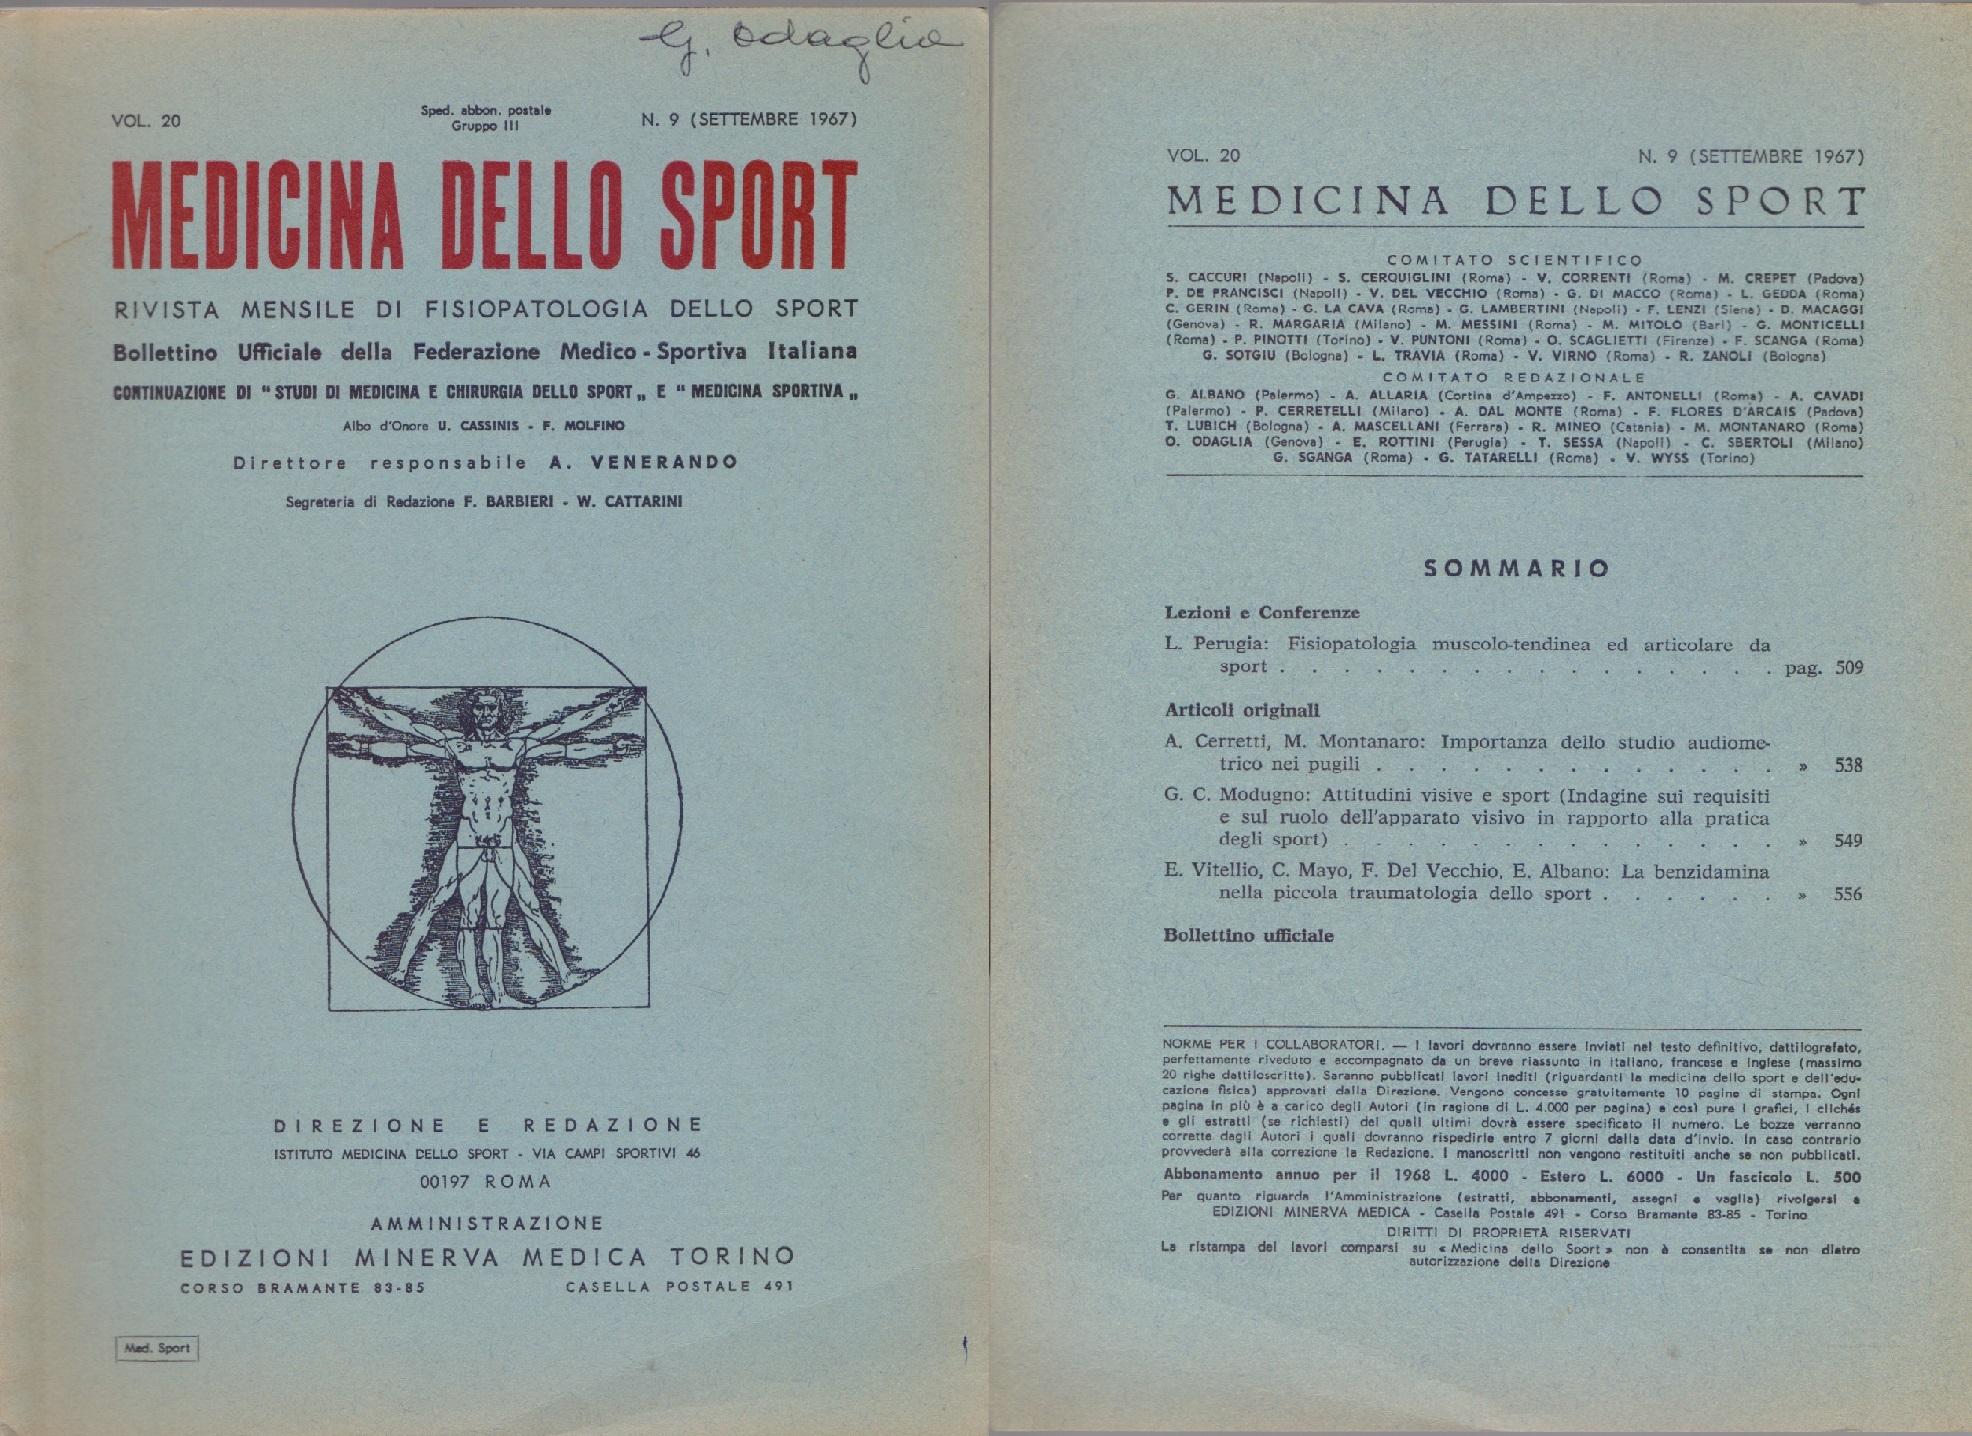 G. Odaglia
VOL. 20
Sped. abbon. postale
Gruppo III
N. 9 (SETTEMBRE 1967)
MEDICINA DELLO SPORT
RIVISTA MENSILE DI FISIOPATOLOGIA DELLO SPORT
Bollettino Ufficiale della Federazione Medico-Sportiva Italiana
CONTINUAZIONE DI “ STUDI DI MEDICINA E CHIRURGIA DELLO SPORT „ E “ MEDICINA SPORTIVA „
Albo d'Onore U. CASSINIS - F. MOLFINO
Direttore responsabile A. VENERANDO
Segreteria di Redazione F. BARBIERI - W. CATTARINI
DIREZIONE E REDAZIONE
ISTITUTO MEDICINA DELLO SPORT - VIA CAMPI SPORTIVI 46
00197 ROMA
AMMINISTRAZIONE
EDIZIONI MINERVA MEDICA TORINO
CORSO BRAMANTE 83-85 CASELLA POSTALE 491
Med. Sport
VOL. 20 N. 9 (SETTEMBRE 1967)
MEDICINA DELLO SPORT
COMITATO SCIENTIFICO
S. CACCURI (Napoli) - S. CERQUIGLINI (Roma) - V. CORRENTI (Roma) - M. CREPET (Padova)
P. DE FRANCISCI (Napoli) - V. DEL VECCHIO (Roma) - G. DI MACCO (Roma) - L. GEDDA (Roma)
C. GERIN (Roma) - G. LA CAVA (Roma) - G. LAMBERTINI (Napoli) - F. LENZI (Siena) - D. MACAGGI
(Genova) - R. MARGARIA (Milano) - M. MESSINI (Roma) - M. MITOLO (Bari) - G. MONTICELLI
(Roma) - P. PINOTTI (Torino) - V. PUNTONI (Roma) - O. SCAGLIETTI (Firenze) - F. SCANGA (Roma)
G. SOTGIU (Bologna) - L. TRAVIA (Roma) - V. VIRNO (Roma) - R. ZANOLI (Bologna)
COMITATO REDAZIONALE
G. ALBANO (Palermo) - A. ALLARIA (Cortina d'Ampezzo) - F. ANTONELLI (Roma) - A. CAVADI
(Palermo) - P. CERRETELLI (Milano) - A. DAL MONTE (Roma) - F. FLORES D'ARCAIS (Padova)
T. LUBICH (Bologna) - A. MASCELLANI (Ferrara) - R. MINEO (Catania) - M. MONTANARO (Roma)
O. ODAGLIA (Genova) - E. ROTTINI (Perugia) - T. SESSA (Napoli) - C. SBERTOLI (Milano)
G. SGANGA (Roma) - G. TATARELLI (Roma) - V. WYSS (Torino)
SOMMARIO
Lezioni e Conferenze
L. Perugia: Fisiopatologia muscolo-tendinea ed articolare da
sport . . . . . . . . . . . . . . . . pag. 509
Articoli originali
A. Cerretti, M. Montanaro: Importanza dello studio audiome-
trico nei pugili . . . . . . . . . . . . . » 538
G. C. Modugno: Attitudini visive e sport (Indagine sui requisiti
e sul ruolo dell'apparato visivo in rapporto alla pratica
degli sport) . . . . . . . . . . . . . . » 549
E. Vitellio, C. Mayo, F. Del Vecchio, E. Albano: La benzidamina
nella piccola traumatologia dello sport . . . . . . » 556
Bollettino ufficiale
NORME PER I COLLABORATORI. — I lavori dovranno essere inviati nel testo definitivo, dattilografato,
perfettamente riveduto e accompagnato da un breve riassunto in italiano, francese e inglese (massimo
20 righe dattiloscritte). Saranno pubblicati lavori inediti (riguardanti la medicina dello sport e dell'edu-
cazione fisica) approvati dalla Direzione. Vengono concesse gratuitamente 10 pagine di stampa. Ogni
pagina in più è a carico degli Autori (in ragione di L. 4.000 per pagina) e così pure i grafici, i clichés
e gli estratti (se richiesti) dei quali ultimi dovrà essere specificato il numero. Le bozze verranno
corrette dagli Autori i quali dovranno rispedirle entro 7 giorni dalla data d'invio. In caso contrario
provvederà alla correzione la Redazione. I manoscritti non vengono restituiti anche se non pubblicati.
Abbonamento annuo per il 1968 L. 4000 - Estero L. 6000 - Un fascicolo L. 500
Per quanto riguarda l'Amministrazione (estratti, abbonamenti, assegni e vaglia) rivolgersi a
EDIZIONI MINERVA MEDICA - Casella Postale 491 - Corso Bramante 83-85 - Torino
DIRITTI DI PROPRIETÀ RISERVATI
La ristampa dei lavori comparsi su « Medicina dello Sport » non è consentita se non dietro
autorizzazione della Direzione